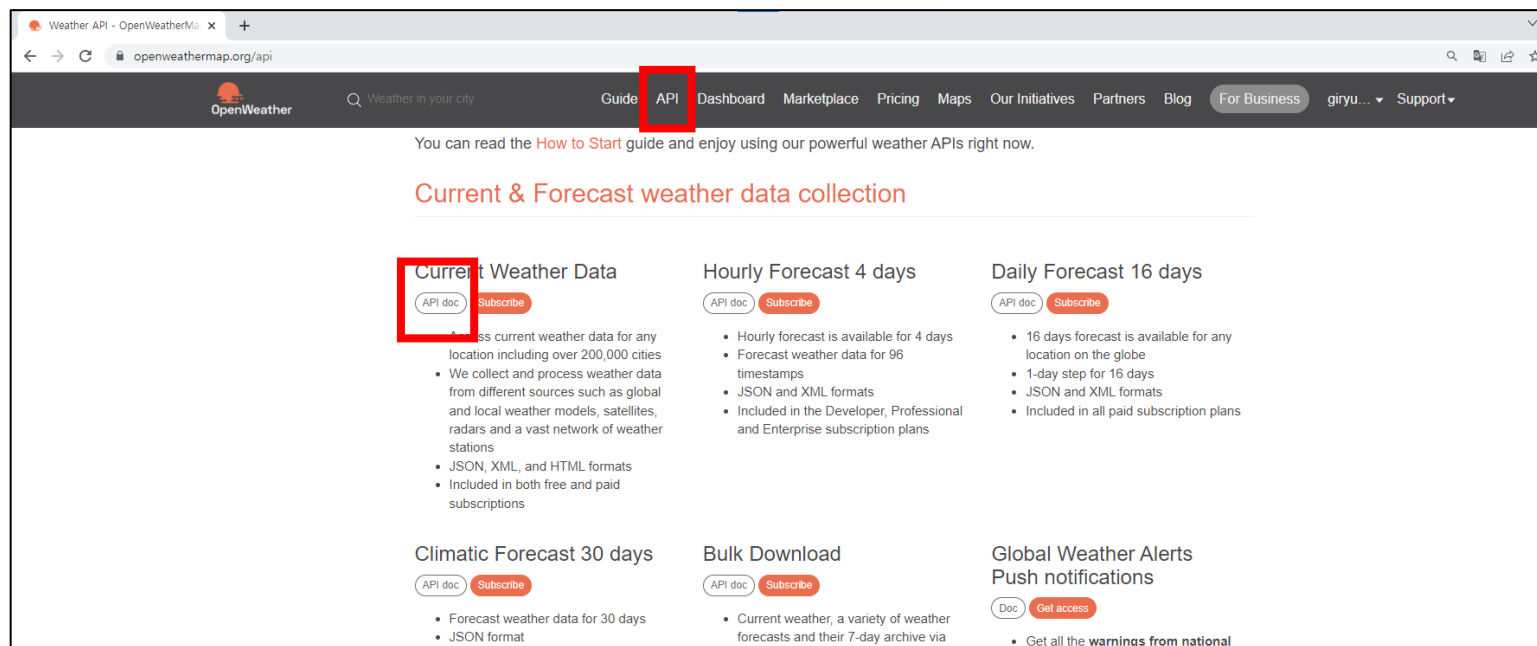 Weather API - OpenWeatherMa
openweathermap.org/api
OpenWeather
Weather in your city
Guide API Dashboard Marketplace Pricing Maps Our Initiatives Partners Blog For Business giryu... Support
You can read the How to Start guide and enjoy using our powerful weather APIs right now.
Current & Forecast weather data collection
Current Weather Data
API doc Subscribe
Access current weather data for any
location including over 200,000 cities
We collect and process weather data
from different sources such as global
and local weather models, satellites,
radars and a vast network of weather
stations
JSON, XML, and HTML formats
Included in both free and paid
subscriptions
Hourly Forecast 4 days
API doc Subscribe
Hourly forecast is available for 4 days
Forecast weather data for 96
timestamps
JSON and XML formats
Included in the Developer, Professional
and Enterprise subscription plans
Daily Forecast 16 days
API doc Subscribe
16 days forecast is available for any
location on the globe
1-day step for 16 days
JSON and XML formats
Included in all paid subscription plans
Climatic Forecast 30 days
API doc Subscribe
Forecast weather data for 30 days
JSON format
Bulk Download
API doc Subscribe
Current weather, a variety of weather
forecasts and their 7-day archive via
Global Weather Alerts
Push notifications
Doc Get access
Get all the warnings from national